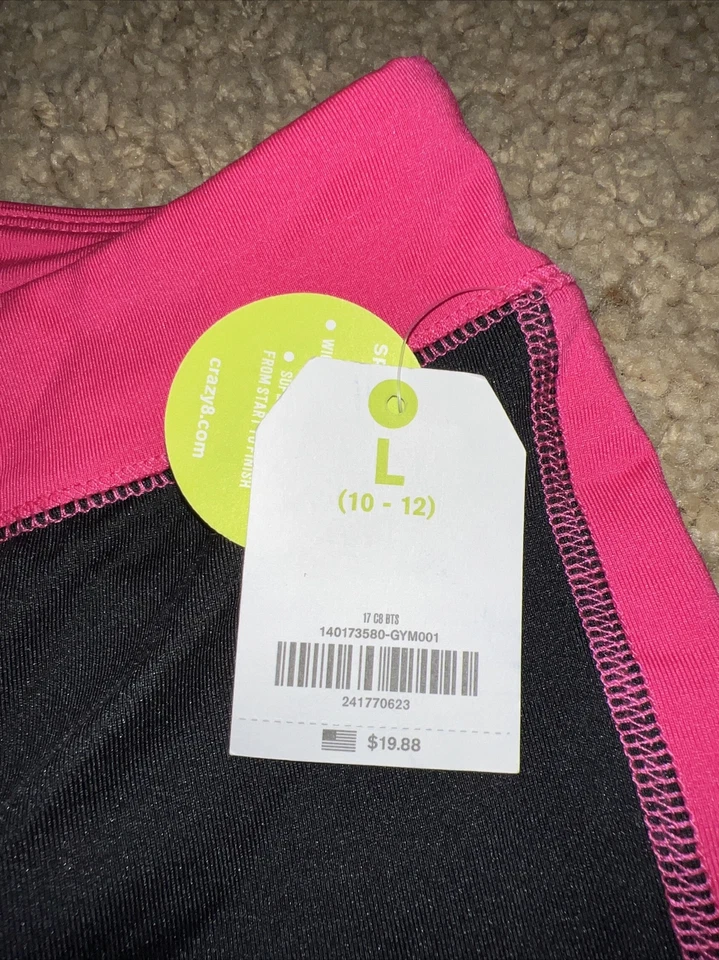 L
(10 - 12)
17 C8 BTS
140173580-GYM001
241770623
$19.88
FROM START TO FINISH
crazy8.com